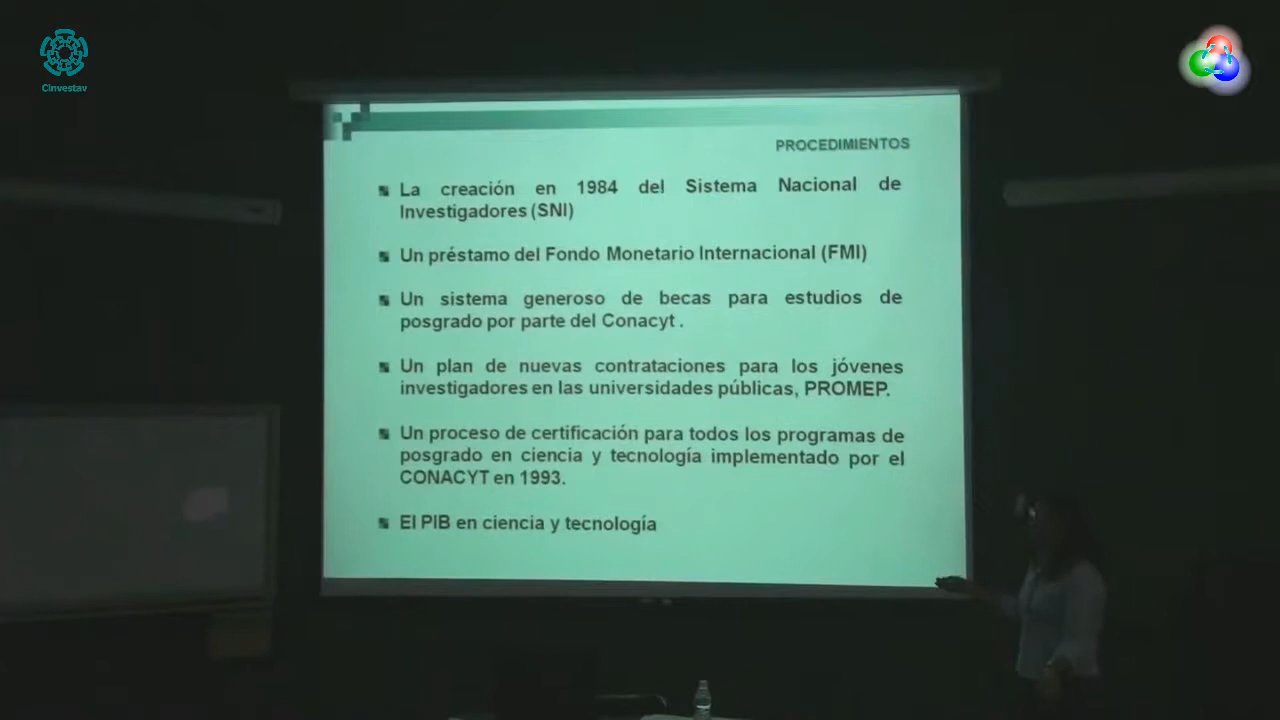 Cinvestav
PROCEDIMIENTOS
La creación en 1984 del Sistema Nacional de
Investigadores (SNI)
Un préstamo del Fondo Monetario Internacional (FMI)
Un sistema generoso de becas para estudios de
posgrado por parte del Conacyt .
Un plan de nuevas contrataciones para los jóvenes
investigadores en las universidades públicas, PROMEP.
Un proceso de certificación para todos los programas de
posgrado en ciencia y tecnología implementado por el
CONACYT en 1993.
El PIB en ciencia y tecnología